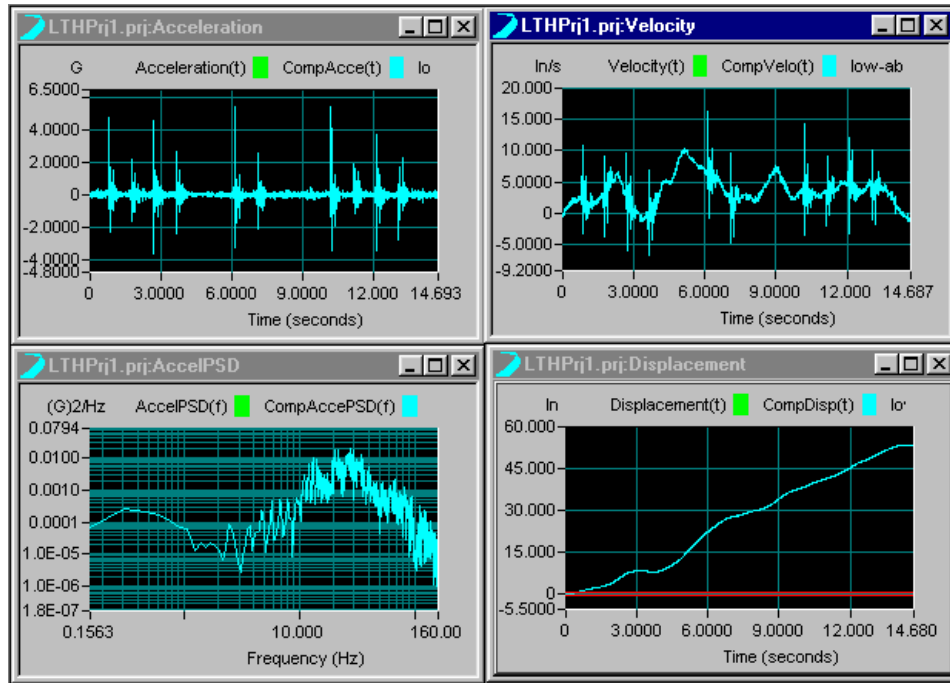 LTHPrj1.prj:Acceleration
G Acceleration(t) CompAcce(t) lo
6.5000
4.0000
2.0000
0
-2.0000
-4.0000
-4.8000
0 3.0000 6.0000 9.0000 12.000 14.693
Time (seconds)
LTHPrj1.prj:Velocity
In/s Velocity(t) CompVelo(t) low-ab
20.000
15.000
10.000
5.0000
0
-5.0000
-9.2000
0 3.0000 6.0000 9.0000 12.000 14.687
Time (seconds)
LTHPrj1.prj:AccelPSD
(G)2/Hz AccelPSD(f) CompAccePSD(f)
0.0794
0.0100
0.0010
0.0001
1.0E-05
1.0E-06
1.8E-07
0.1563 10.000 160.00
Frequency (Hz)
LTHPrj1.prj:Displacement
In Displacement(t) CompDisp(t)
60.000
45.000
30.000
15.000
0
-5.5000
0 3.0000 6.0000 9.0000 12.000 14.680
Time (seconds)